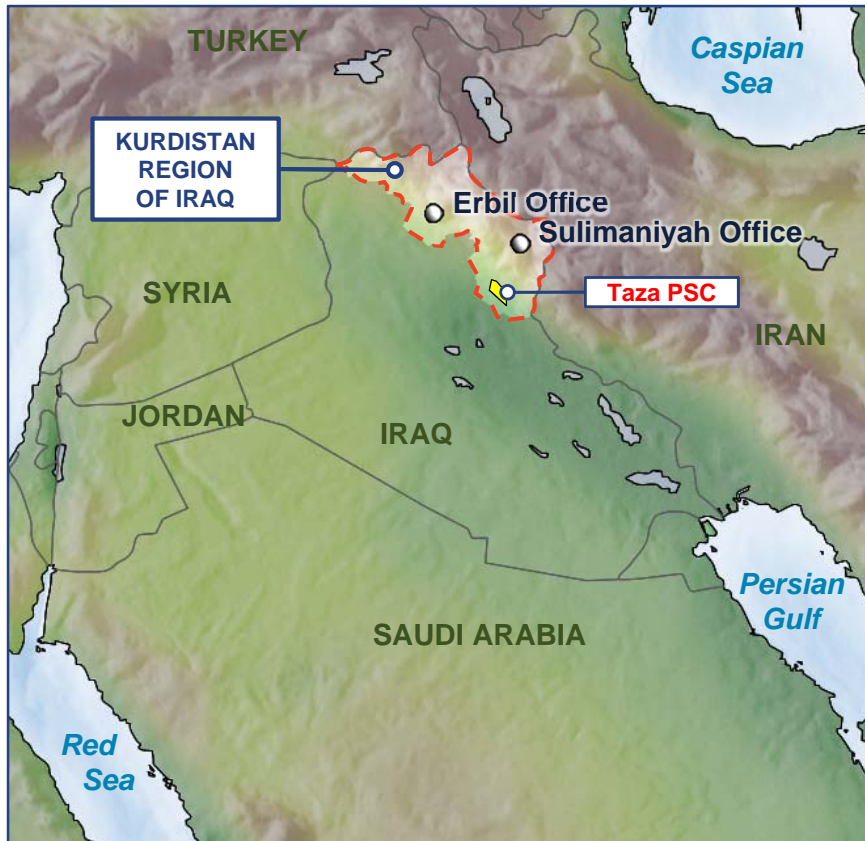 TURKEY
Caspian
Sea
KURDISTAN
REGION
OF IRAQ
Erbil Office
Sulimaniyah Office
SYRIA
Taza PSC
IRAN
JORDAN
IRAQ
Persian
Gulf
SAUDI ARABIA
Red
Sea